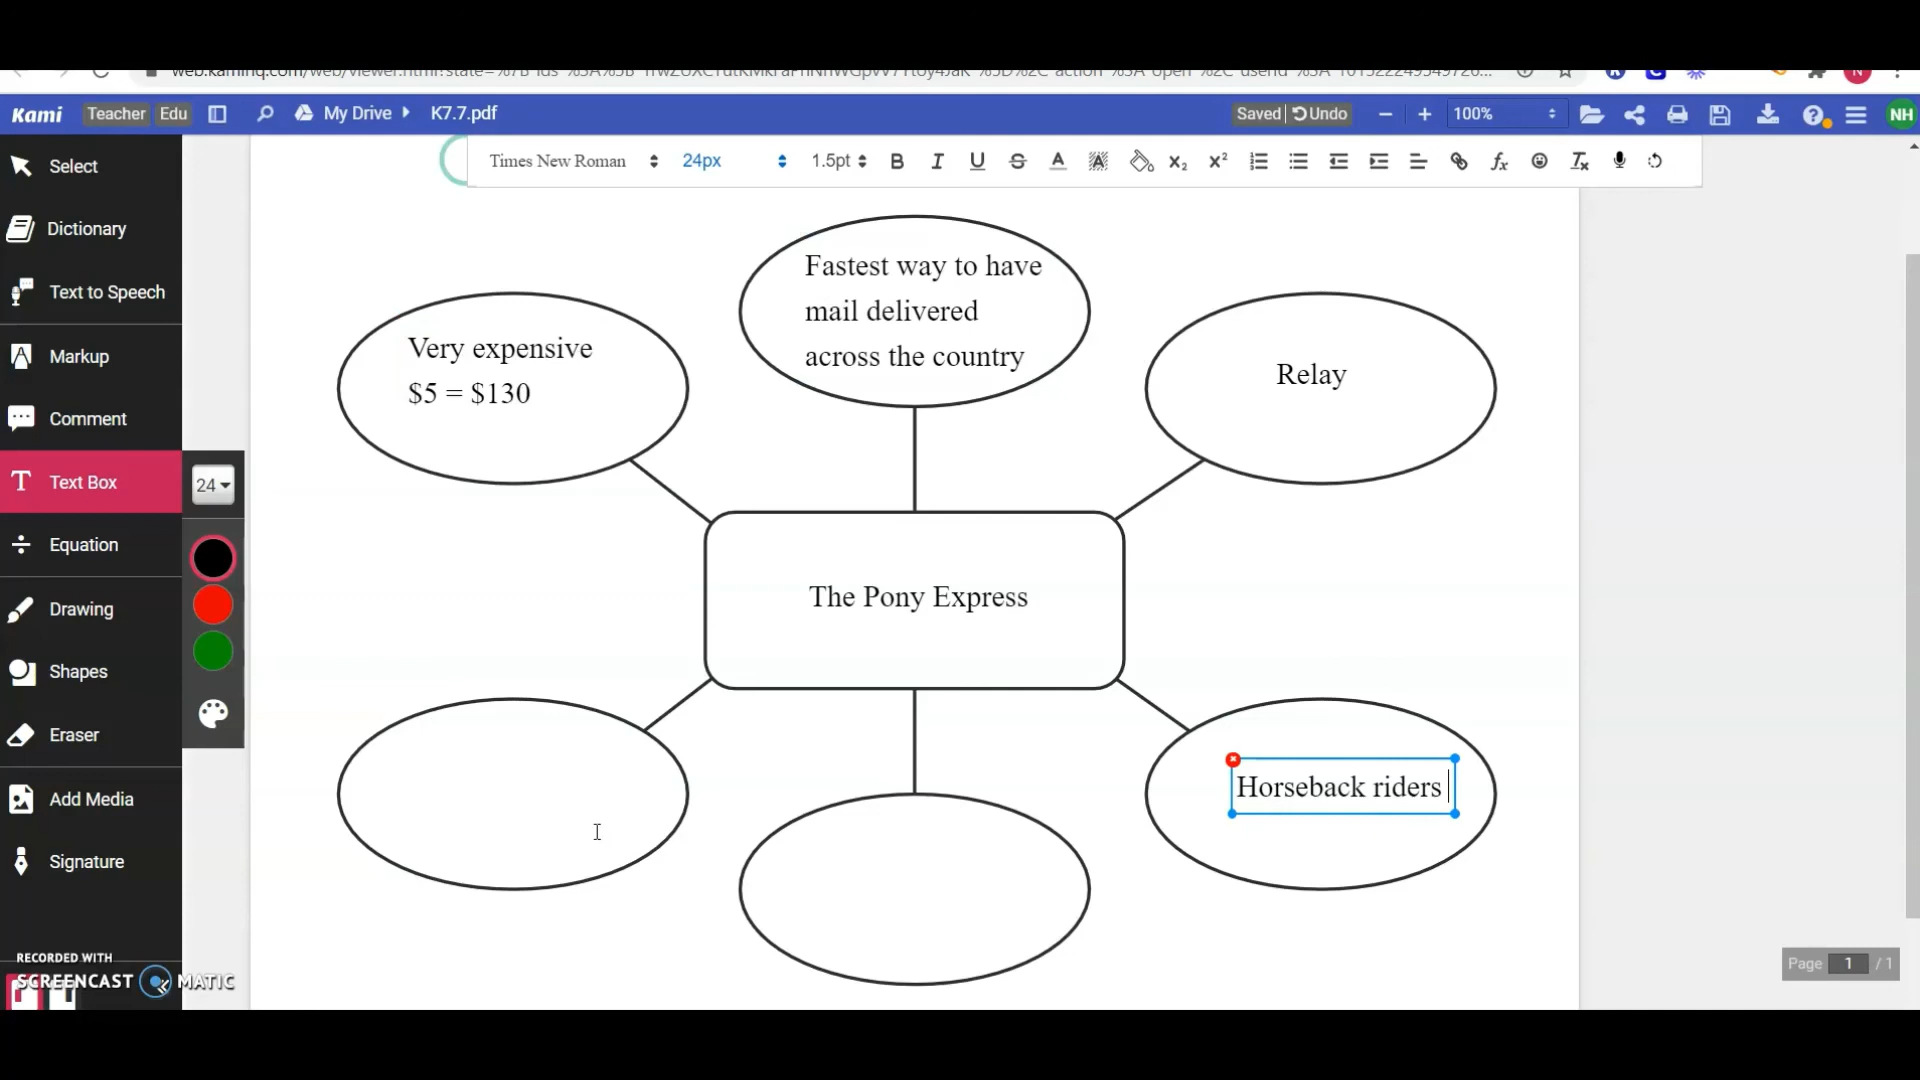 Kami Teacher Edu My Drive K7.7.pdf Saved Undo 100% NH
Times New Roman 24px 1.5pt
Select
Dictionary
Text to Speech
Markup
Comment
Text Box
24
Equation
Drawing
Shapes
Eraser
Add Media
Signature
Fastest way to have
mail delivered
across the country
Very expensive
$5 = $130
Relay
The Pony Express
Horseback riders
Page 1 / 1
RECORDED WITH
SCREENCAST MATIC